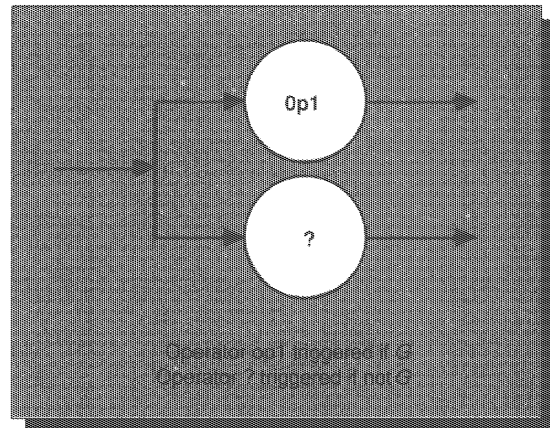 0p1
?
Operator op1 triggered if G
Operator ? triggered if not G